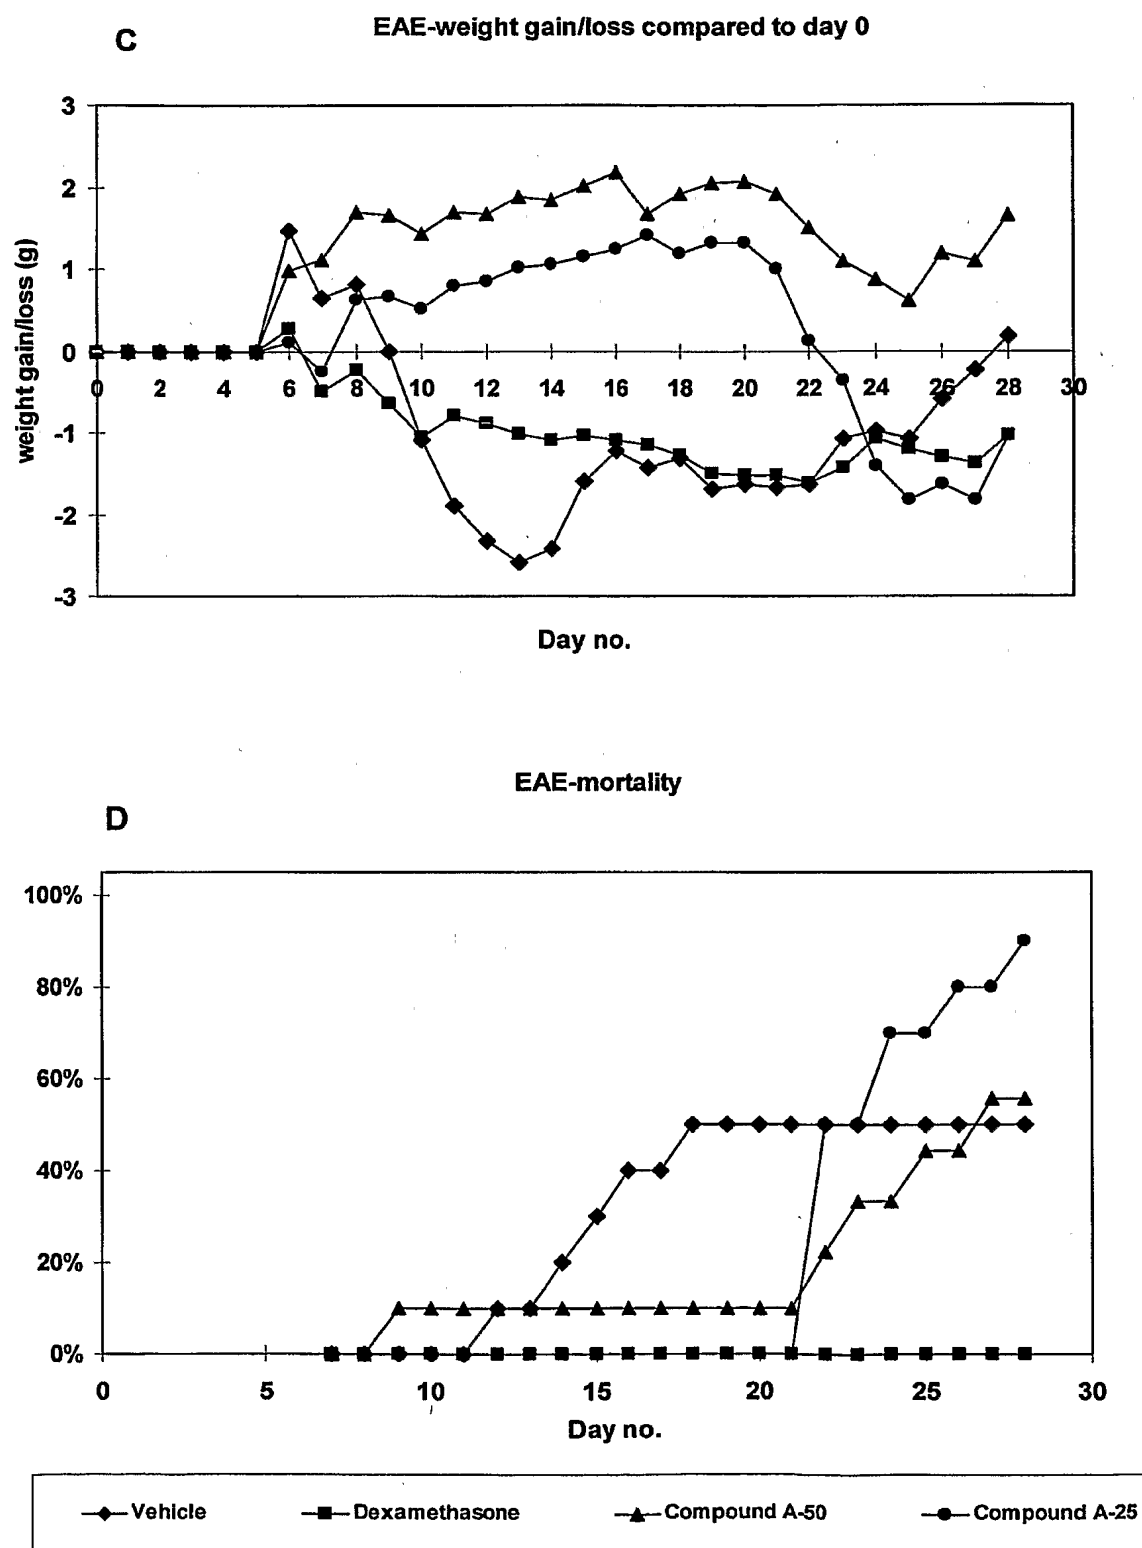 C
EAE-weight gain/loss compared to day 0
3
2
1
0
-1
-2
-3
weight gain/loss (g)
0 2 4 6 8 10 12 14 16 18 20 22 24 26 28 30
Day no.
EAE-mortality
D
100%
80%
60%
40%
20%
0%
0 5 10 15 20 25 30
Day no.
Vehicle Dexamethasone Compound A-50 Compound A-25